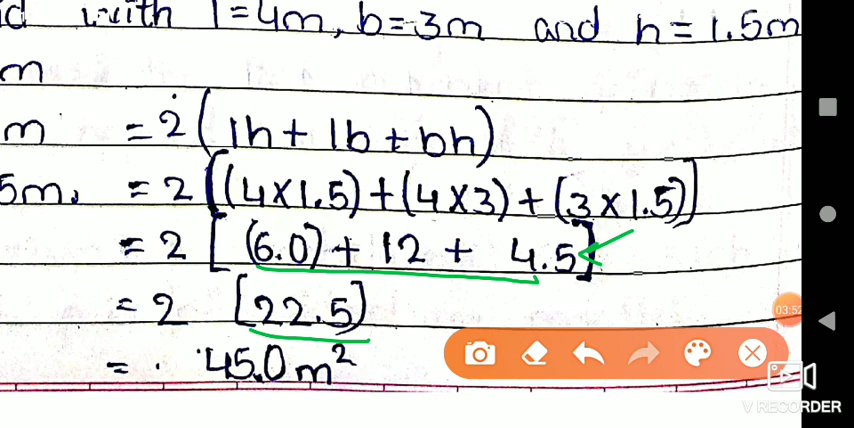 with l=4m, b=3m and h=1.5m
m
m = 2(lh+lb+bh)
5m, = 2[(4×1.5)+(4×3)+(3×1.5)]
= 2 [(6.0)+12+ 4.5]
= 2 [22.5]
= 45.0m²
03:52
V RECORDER